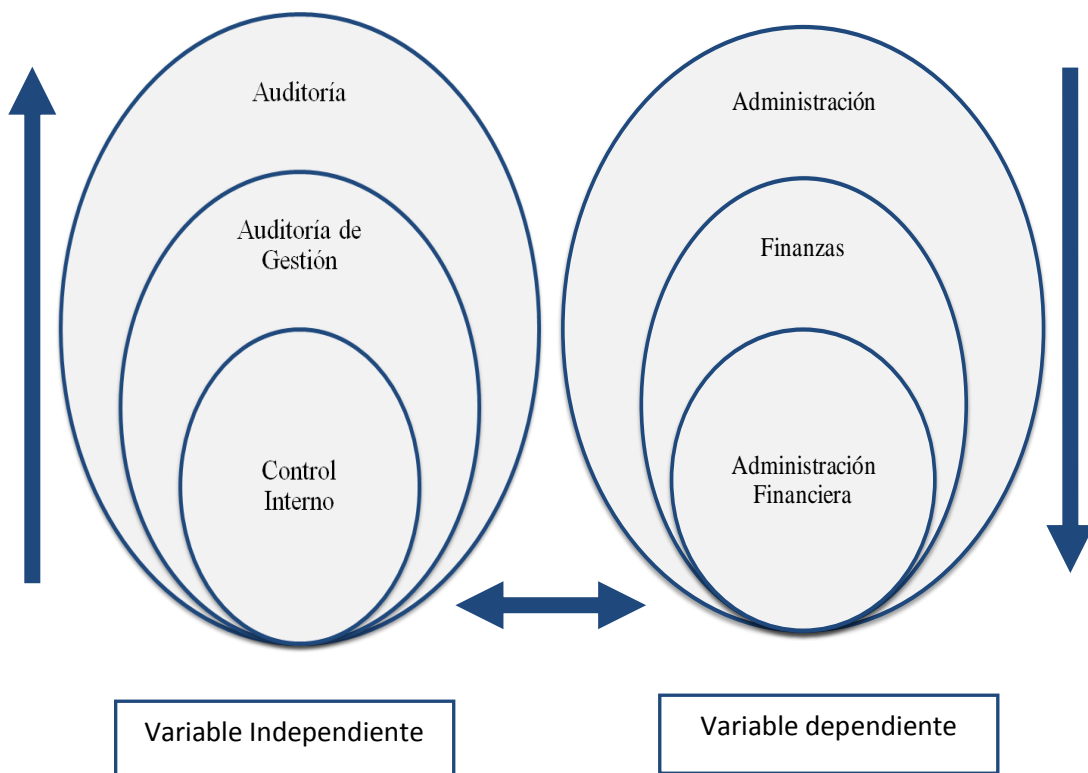 Auditoría
Auditoría de
Gestión
Control
Interno
Administración
Finanzas
Administración
Financiera
Variable Independiente
Variable dependiente